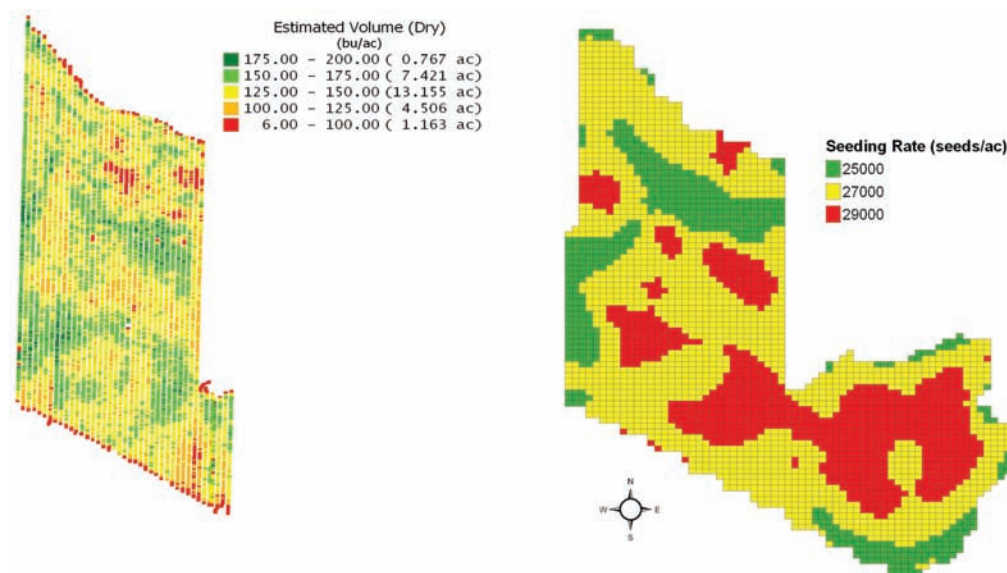 Estimated Volume (Dry)
(bu/ac)
175.00 - 200.00 ( 0.767 ac)
150.00 - 175.00 ( 7.421 ac)
125.00 - 150.00 (13.155 ac)
100.00 - 125.00 ( 4.506 ac)
6.00 - 100.00 ( 1.163 ac)
Seeding Rate (seeds/ac)
25000
27000
29000
N
W E
S